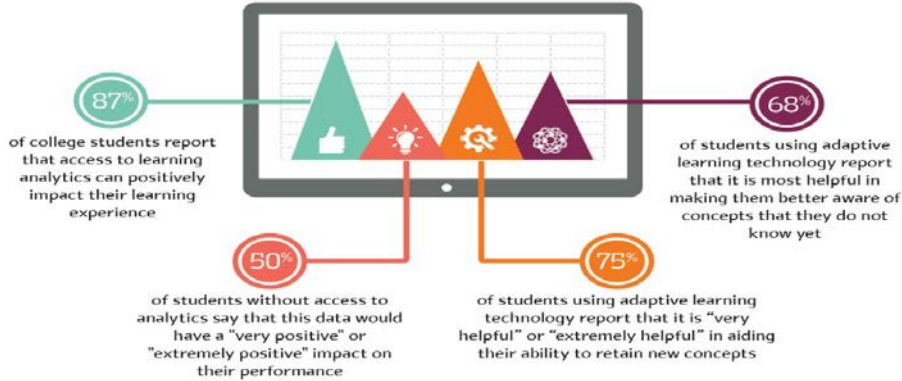 87%
of college students report
that access to learning
analytics can positively
impact their learning
experience
68%
of students using adaptive
learning technology report
that it is most helpful in
making them better aware of
concepts that they do not
know yet
50%
of students without access to
analytics say that this data would
have a "very positive" or
"extremely positive" impact on
their performance
75%
of students using adaptive learning
technology report that it is “very
helpful” or “extremely helpful” in aiding
their ability to retain new concepts